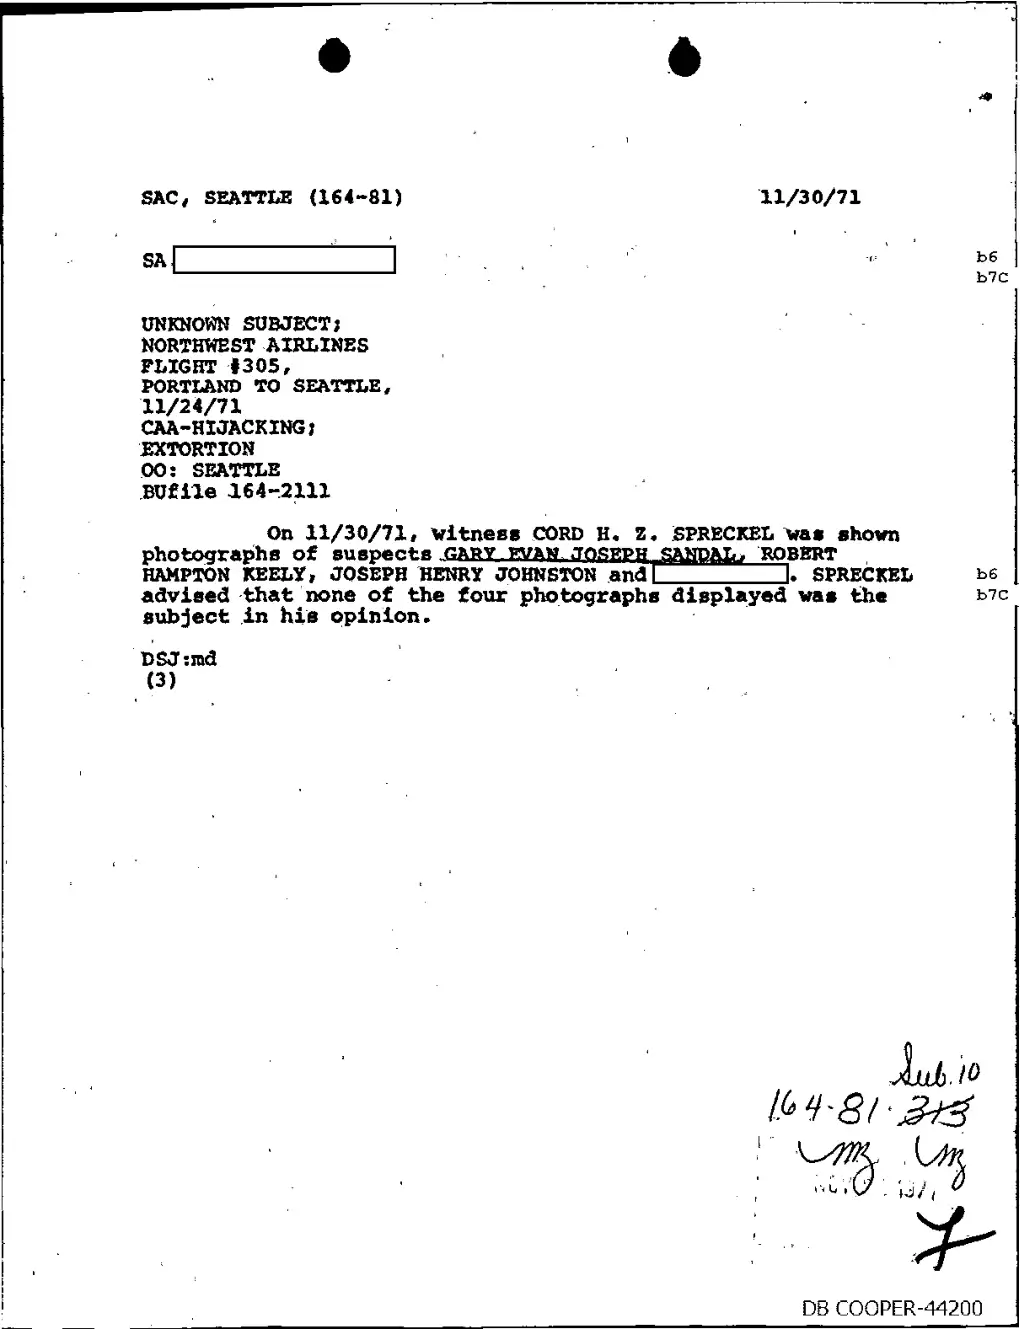 SAC, SEATTLE (164-81) 11/30/71
SA
b6
b7C
UNKNOWN SUBJECT;
NORTHWEST AIRLINES
FLIGHT #305,
PORTLAND TO SEATTLE,
11/24/71
CAA-HIJACKING;
EXTORTION
OO: SEATTLE
BUfile 164-2111
On 11/30/71, witness CORD H. Z. SPRECKEL was shown
photographs of suspects GARY EVAN JOSEPH SANDAL, ROBERT
HAMPTON KEELY, JOSEPH HENRY JOHNSTON and . SPRECKEL b6
advised that none of the four photographs displayed was the b7C
subject in his opinion.
DSJ:md
(3)
Sub.10
164-81-313
7
DB COOPER-44200